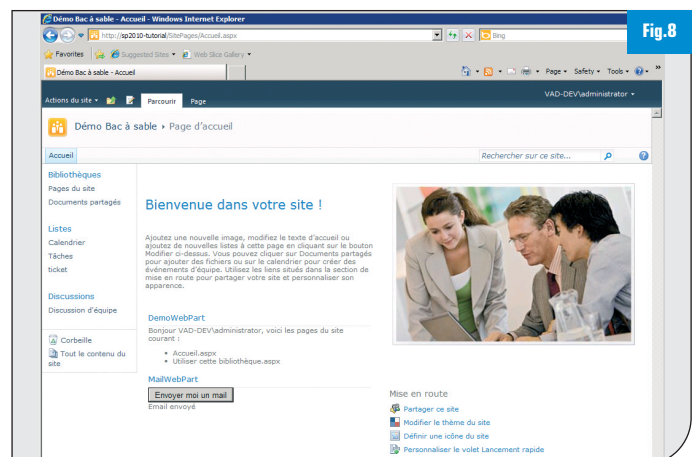 Fig.8
Démo Bac à sable - Accueil - Windows Internet Explorer
http://sp2010-tutorial/SitePages/Accueil.aspx
Bing
Favorites Suggested Sites Web Slice Gallery
Démo Bac à sable - Accueil
Page Safety Tools
Actions du site Parcourir Page VAD-DEV\administrator
Démo Bac à sable Page d'accueil
Accueil
Rechercher sur ce site...
Bibliothèques
Pages du site
Documents partagés
Listes
Calendrier
Tâches
ticket
Discussions
Discussion d'équipe
Corbeille
Tout le contenu du
site
Bienvenue dans votre site !
Ajoutez une nouvelle image, modifiez le texte d'accueil ou
ajoutez de nouvelles listes à cette page en cliquant sur le bouton
Modifier ci-dessus. Vous pouvez cliquer sur Documents partagés
pour ajouter des fichiers ou sur le calendrier pour créer des
événements d'équipe. Utilisez les liens situés dans la section de
mise en route pour partager votre site et personnaliser son
apparence.
DemoWebPart
Bonjour VAD-DEV\administrator, voici les pages du site
courant :
• Accueil.aspx
• Utiliser cette bibliothèque.aspx
MailWebPart
Envoyer moi un mail
Email envoyé
Mise en route
Partager ce site
Modifier le thème du site
Définir une icône du site
Personnaliser le volet Lancement rapide